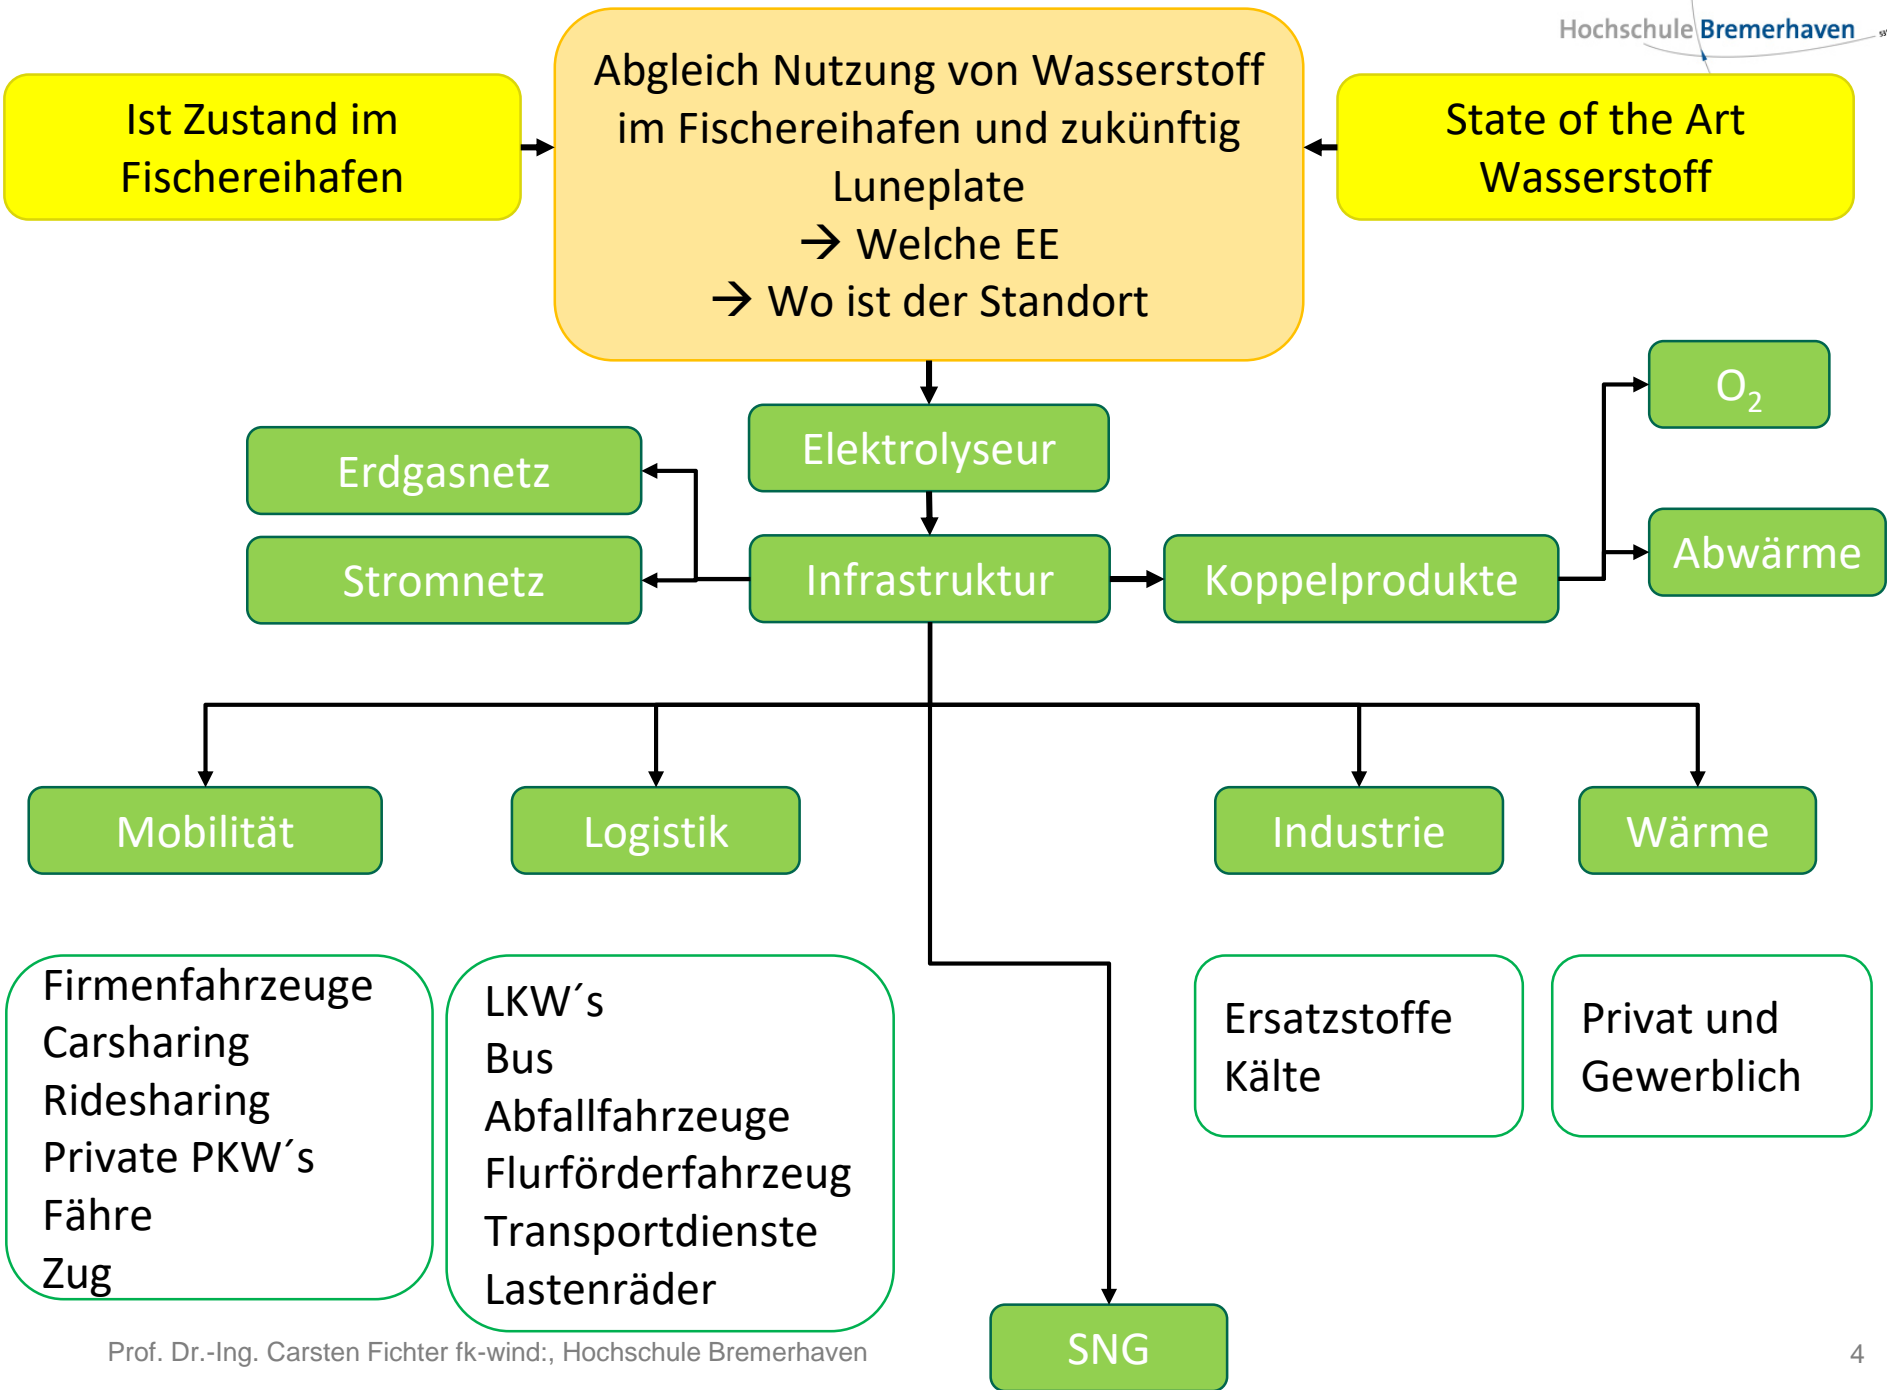 Hochschule Bremerhaven
Ist Zustand im
Fischereihafen
Abgleich Nutzung von Wasserstoff
im Fischereihafen und zukünftig
Luneplate
→ Welche EE
→ Wo ist der Standort
State of the Art
Wasserstoff
O₂
Elektrolyseur
Erdgasnetz
Abwärme
Stromnetz
Infrastruktur
Koppelprodukte
Mobilität
Logistik
Industrie
Wärme
Firmenfahrzeuge
Carsharing
Ridesharing
Private PKW´s
Fähre
Zug
LKW´s
Bus
Abfallfahrzeuge
Flurförderfahrzeug
Transportdienste
Lastenräder
Ersatzstoffe
Kälte
Privat und
Gewerblich
SNG
Prof. Dr.-Ing. Carsten Fichter fk-wind:, Hochschule Bremerhaven
4